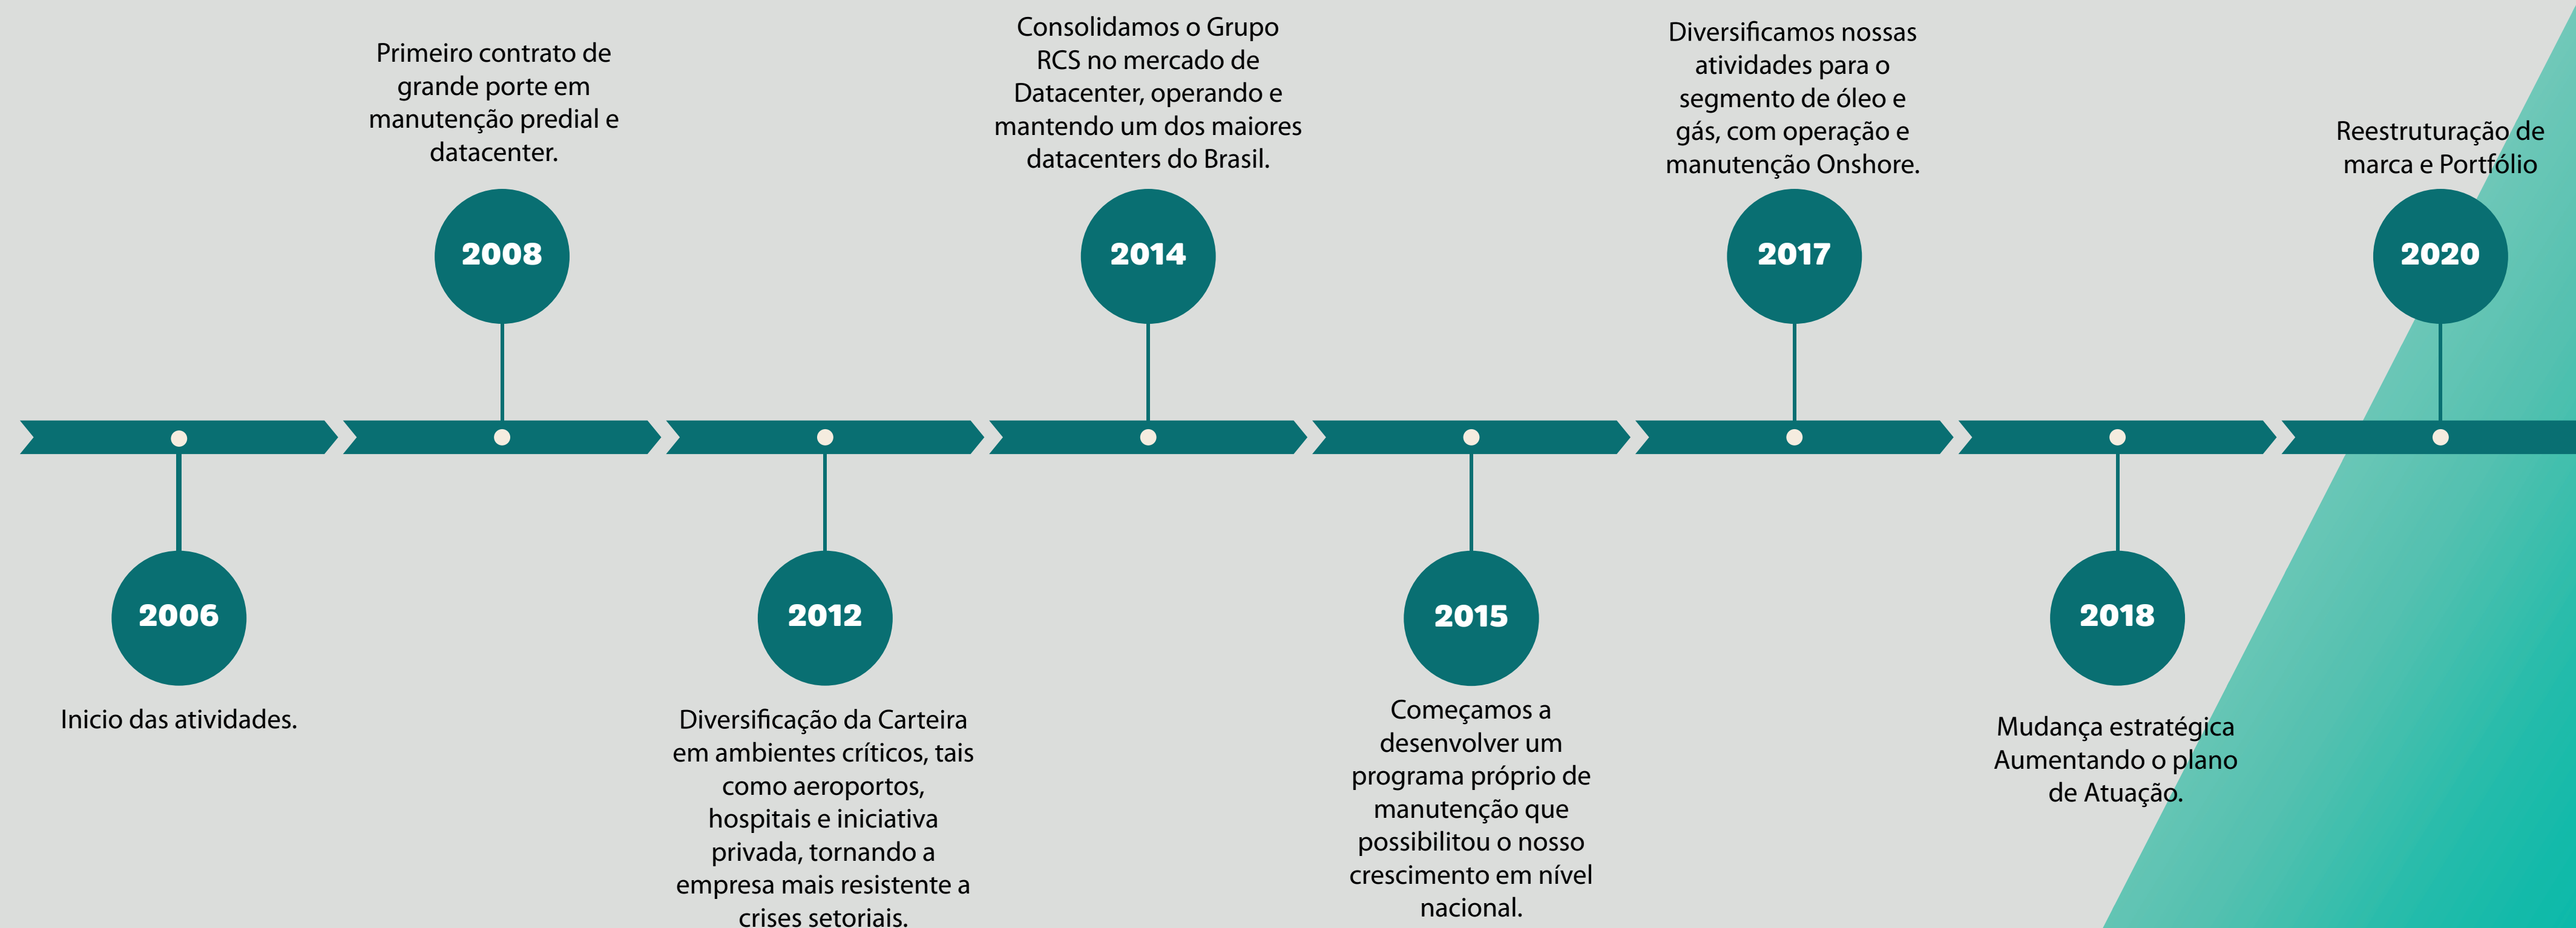 2006
Inicio das atividades.
Primeiro contrato de
grande porte em
manutenção predial e
datacenter.
2008
2012
Diversificação da Carteira
em ambientes críticos, tais
como aeroportos,
hospitais e iniciativa
privada, tornando a
empresa mais resistente a
crises setoriais.
Consolidamos o Grupo
RCS no mercado de
Datacenter, operando e
mantendo um dos maiores
datacenters do Brasil.
2014
2015
Começamos a
desenvolver um
programa próprio de
manutenção que
possibilitou o nosso
crescimento em nível
nacional.
Diversificamos nossas
atividades para o
segmento de óleo e
gás, com operação e
manutenção Onshore.
2017
2018
Mudança estratégica
Aumentando o plano
de Atuação.
Reestruturação de
marca e Portfólio
2020